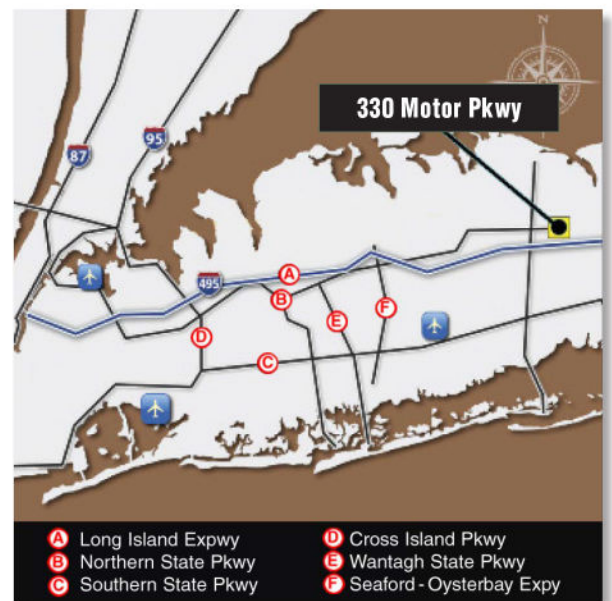 N
330 Motor Pkwy
95
87
495
A
B
F
E
D
C
A Long Island Expwy
B Northern State Pkwy
C Southern State Pkwy
D Cross Island Pkwy
E Wantagh State Pkwy
F Seaford - Oysterbay Expy